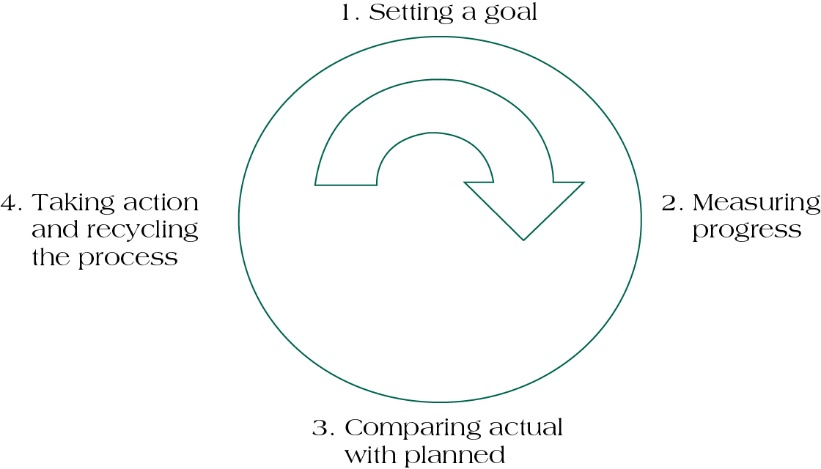 1. Setting a goal
2. Measuring
progress
3. Comparing actual
with planned
4. Taking action
and recycling
the process